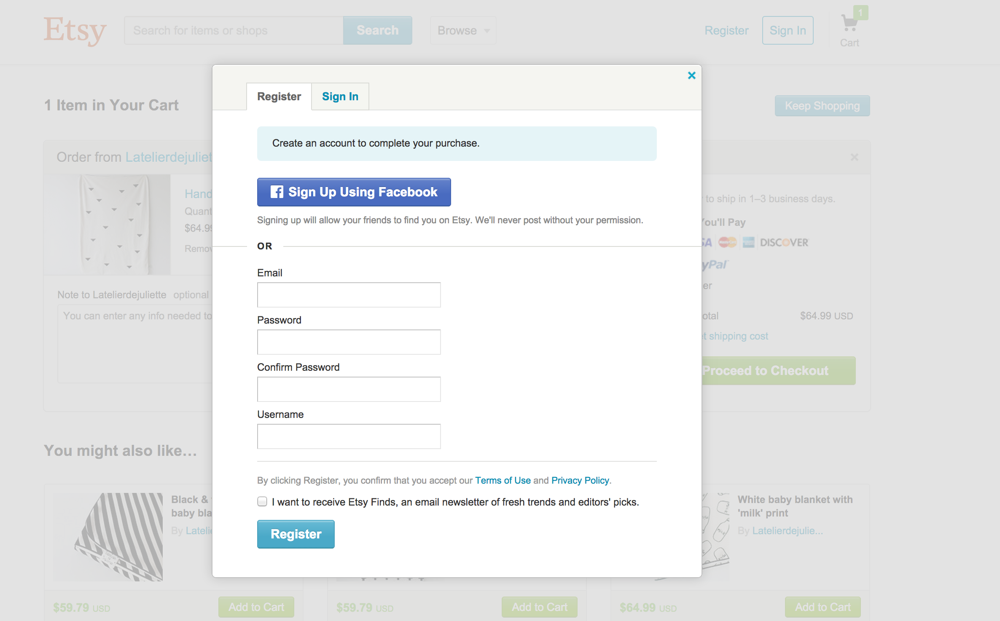 Etsy
Search for items or shops
Search
Browse
Register
Sign In
1
Cart
1 Item in Your Cart
Keep Shopping
Register
Sign In
Create an account to complete your purchase.
Sign Up Using Facebook
Signing up will allow your friends to find you on Etsy. We'll never post without your permission.
OR
Email
Password
Confirm Password
Username
By clicking Register, you confirm that you accept our Terms of Use and Privacy Policy.
I want to receive Etsy Finds, an email newsletter of fresh trends and editors' picks.
Register
Order from Latelierdejuliet
Hand
Quant
$64.99
Remov
Note to Latelierdejuliette optional
You can enter any info needed to
to ship in 1–3 business days.
You'll Pay
DISCOVER
yPal
er
otal
$64.99 USD
t shipping cost
Proceed to Checkout
You might also like...
Black &
baby bla
By Latelie
$59.79 USD
Add to Cart
$59.79 USD
Add to Cart
White baby blanket with
'milk' print
By Latelierdejulie...
$64.99 USD
Add to Cart